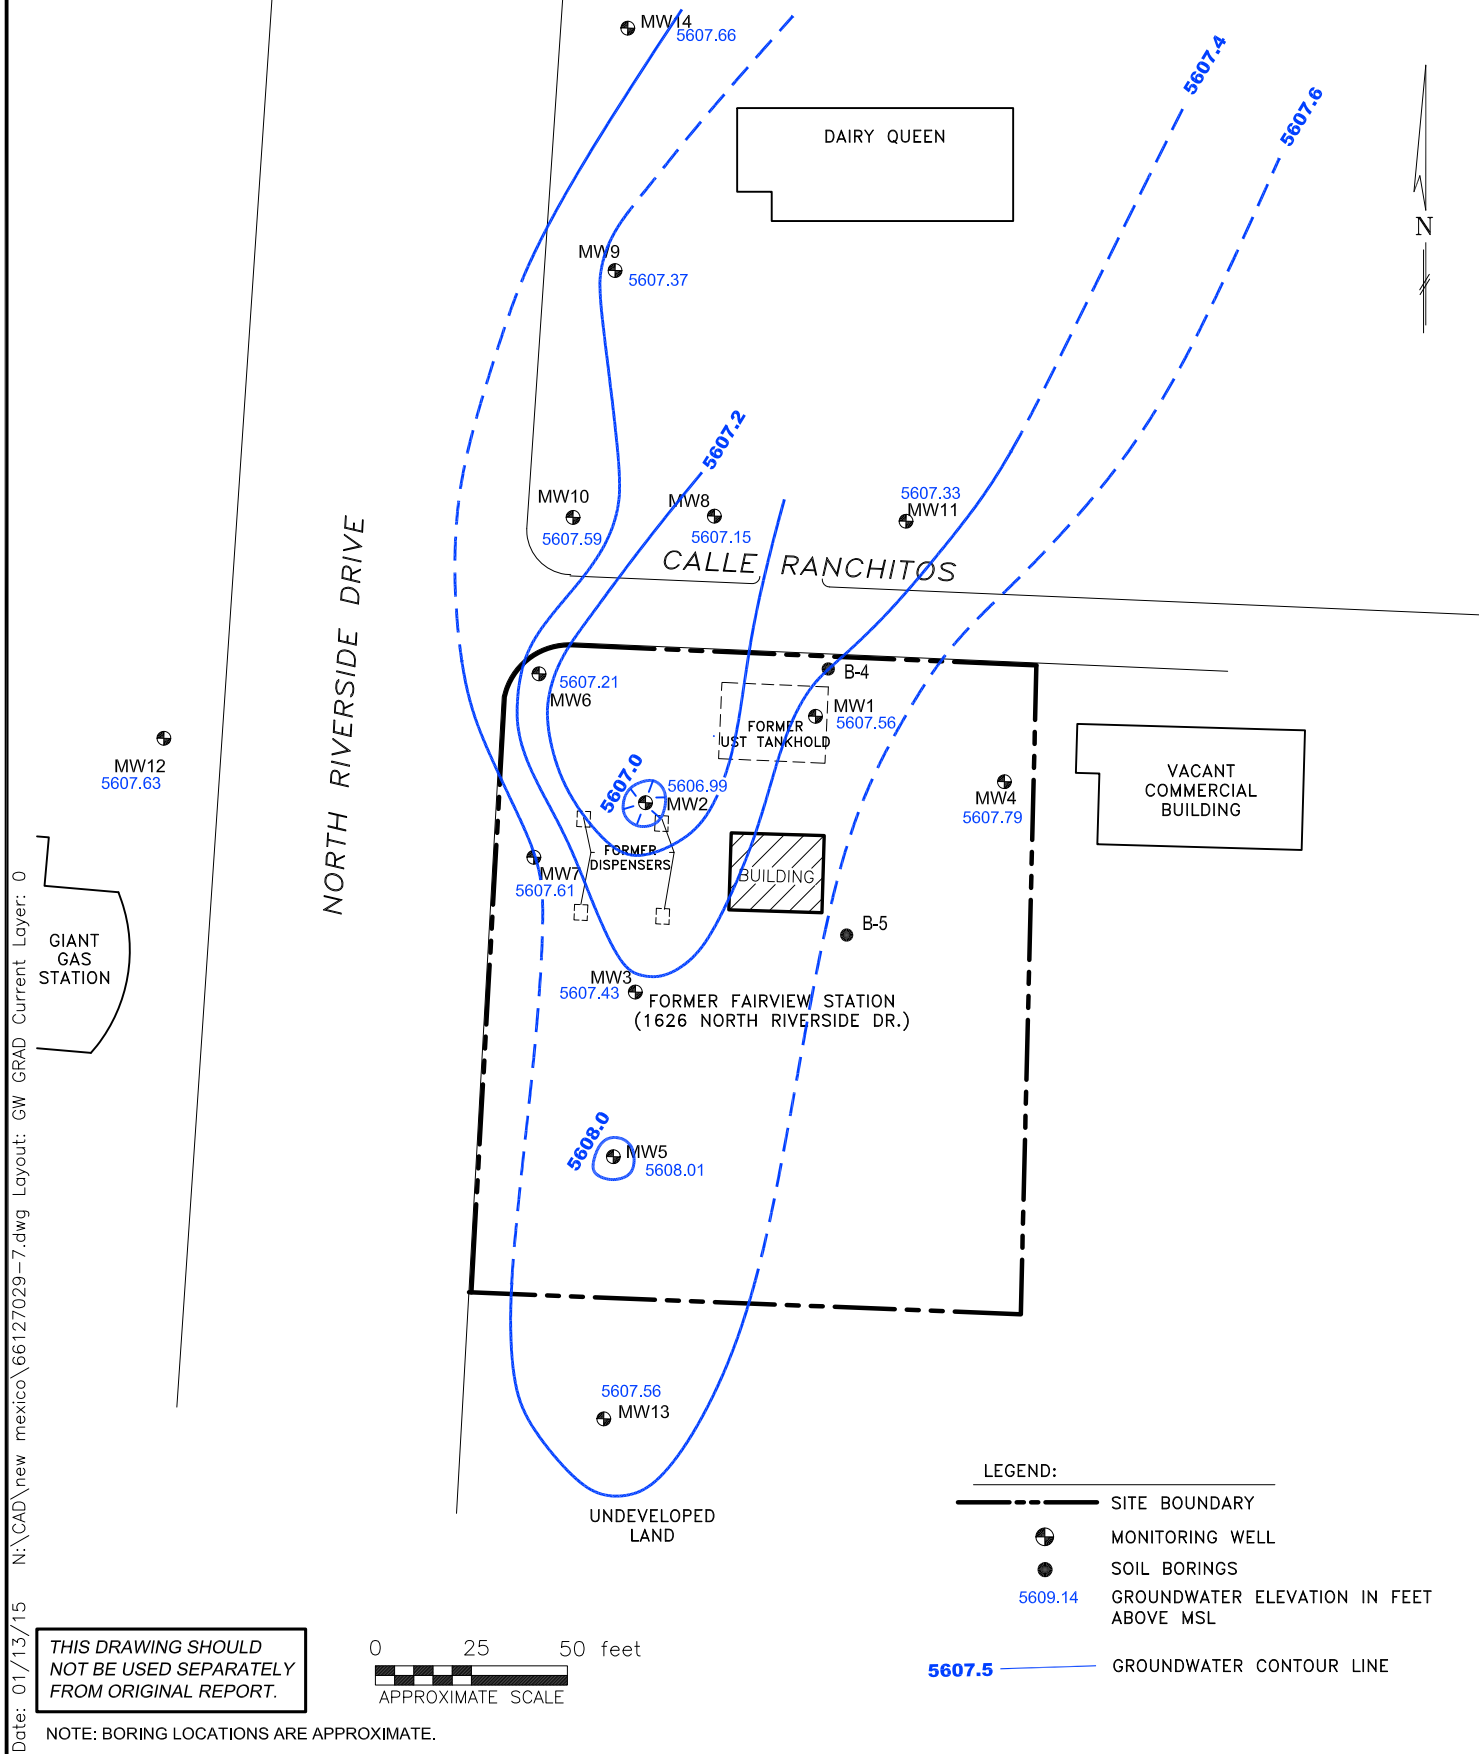 MW14
5607.66
5607.4
5607.6
DAIRY QUEEN
N
MW9
5607.37
5607.2
MW10
5607.59
MW8
5607.15
5607.33
MW11
CALLE RANCHITOS
NORTH RIVERSIDE DRIVE
MW6
5607.21
B-4
MW1
5607.56
FORMER
UST TANKHOLD
MW12
5607.63
5607.0
5606.99
MW2
MW4
5607.79
VACANT
COMMERCIAL
BUILDING
FORMER
DISPENSERS
BUILDING
MW7
5607.61
B-5
GIANT
GAS
STATION
MW3
5607.43
FORMER FAIRVIEW STATION
(1626 NORTH RIVERSIDE DR.)
5608.0
MW5
5608.01
5607.56
MW13
UNDEVELOPED
LAND
LEGEND:
SITE BOUNDARY
MONITORING WELL
SOIL BORINGS
5609.14 GROUNDWATER ELEVATION IN FEET
ABOVE MSL
5607.5 GROUNDWATER CONTOUR LINE
THIS DRAWING SHOULD
NOT BE USED SEPARATELY
FROM ORIGINAL REPORT.
0 25 50 feet
APPROXIMATE SCALE
NOTE: BORING LOCATIONS ARE APPROXIMATE.
Date: 01/13/15 N:\CAD\new mexico\66127029-7.dwg Layout: GW GRAD Current Layer: 0